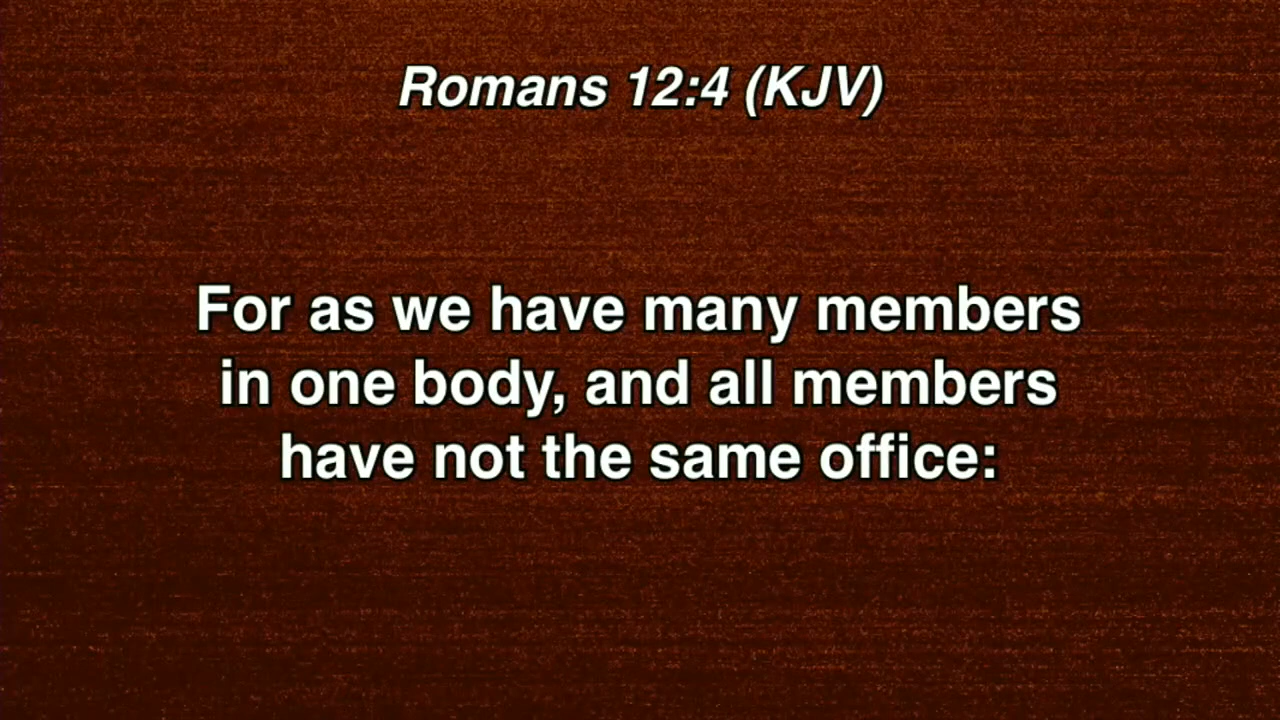 Romans 12:4 (KJV)
For as we have many members
in one body, and all members
have not the same office: